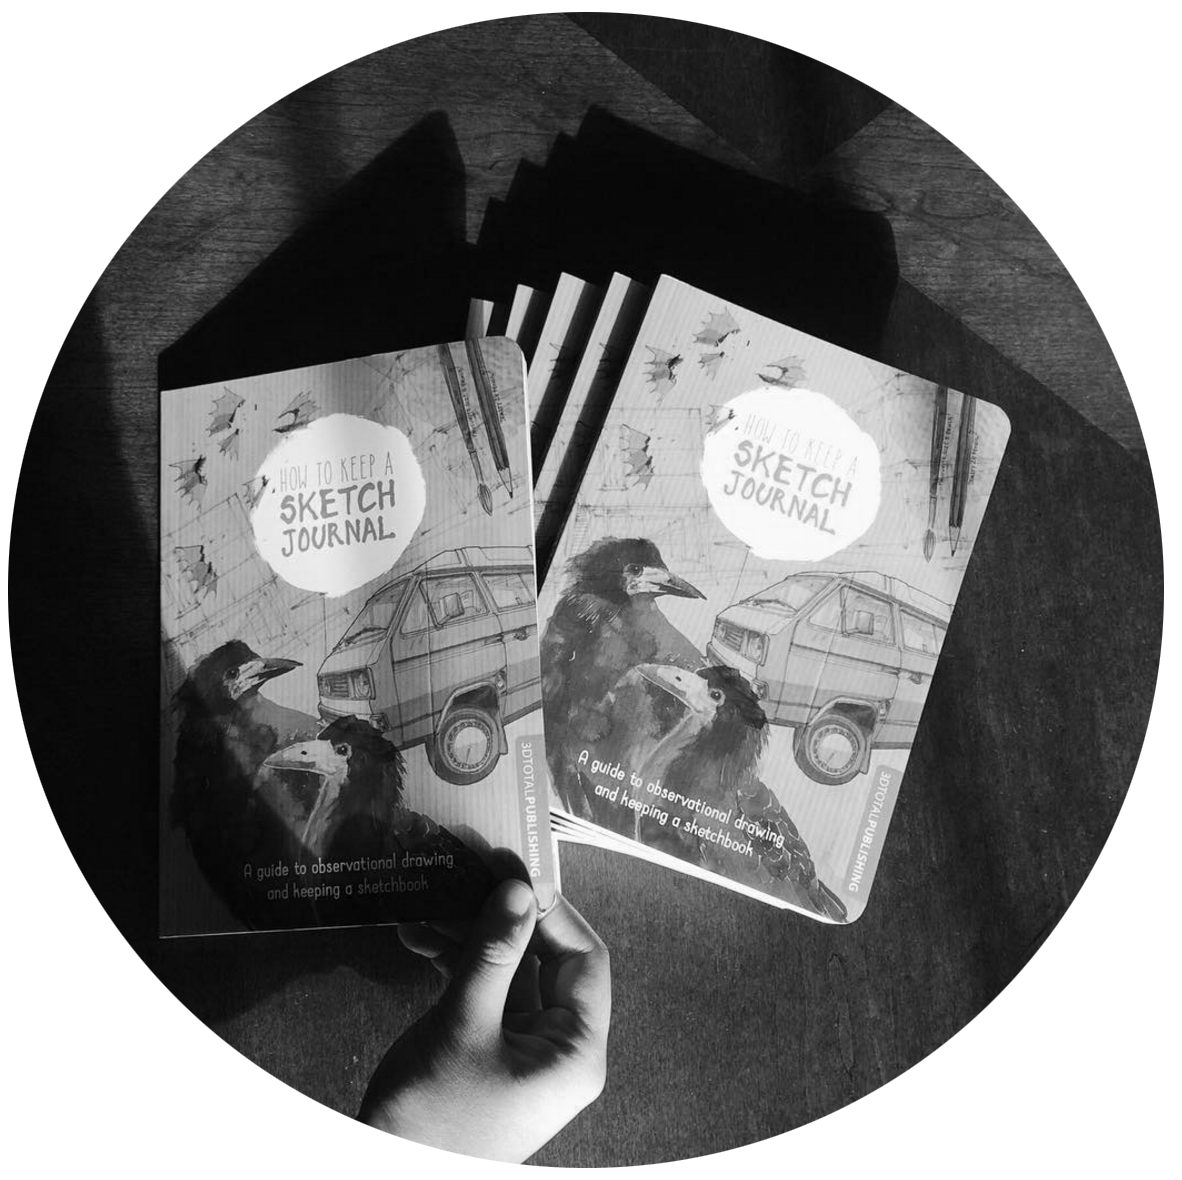 HOW TO KEEP A
SKETCH
JOURNAL
A guide to observational drawing
and keeping a sketchbook
3DTOTALPUBLISHING
HOW TO KEEP A
SKETCH
JOURNAL
A guide to observational drawing
and keeping a sketchbook
3DTOTALPUBLISHING